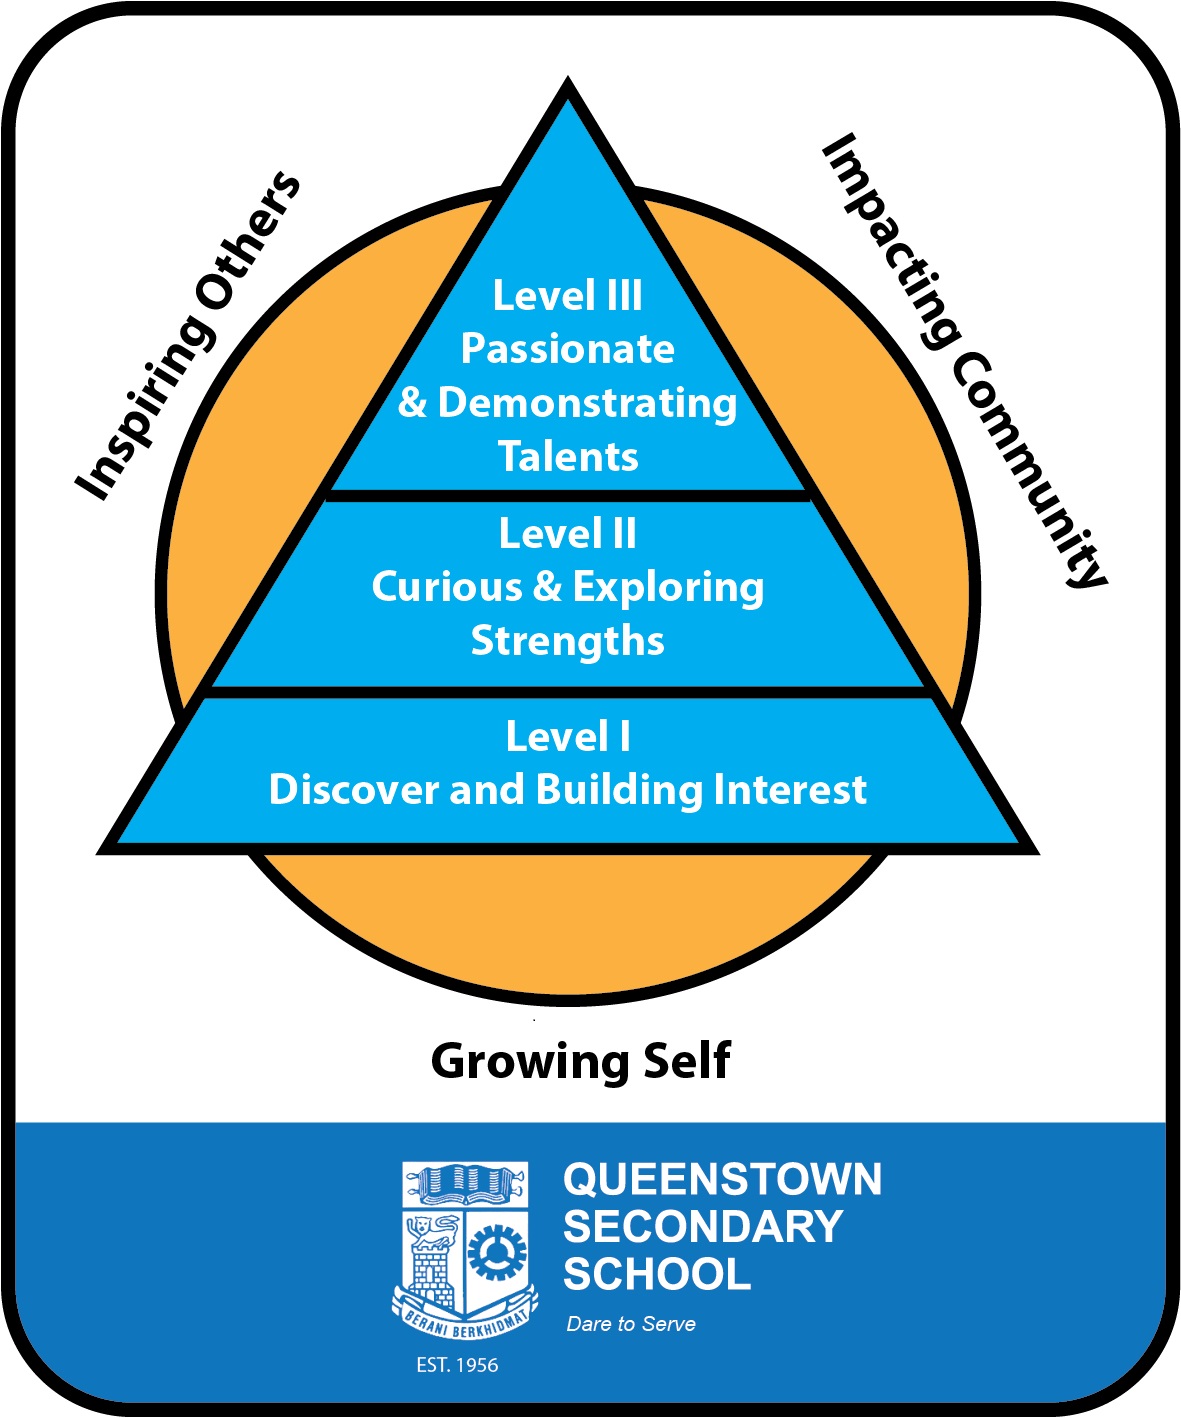 Inspiring Others
Impacting Community
Level III
Passionate
& Demonstrating
Talents
Level II
Curious & Exploring
Strengths
Level I
Discover and Building Interest
Growing Self
QUEENSTOWN
SECONDARY
SCHOOL
Dare to Serve
BERANI BERKHIDMAT
EST. 1956